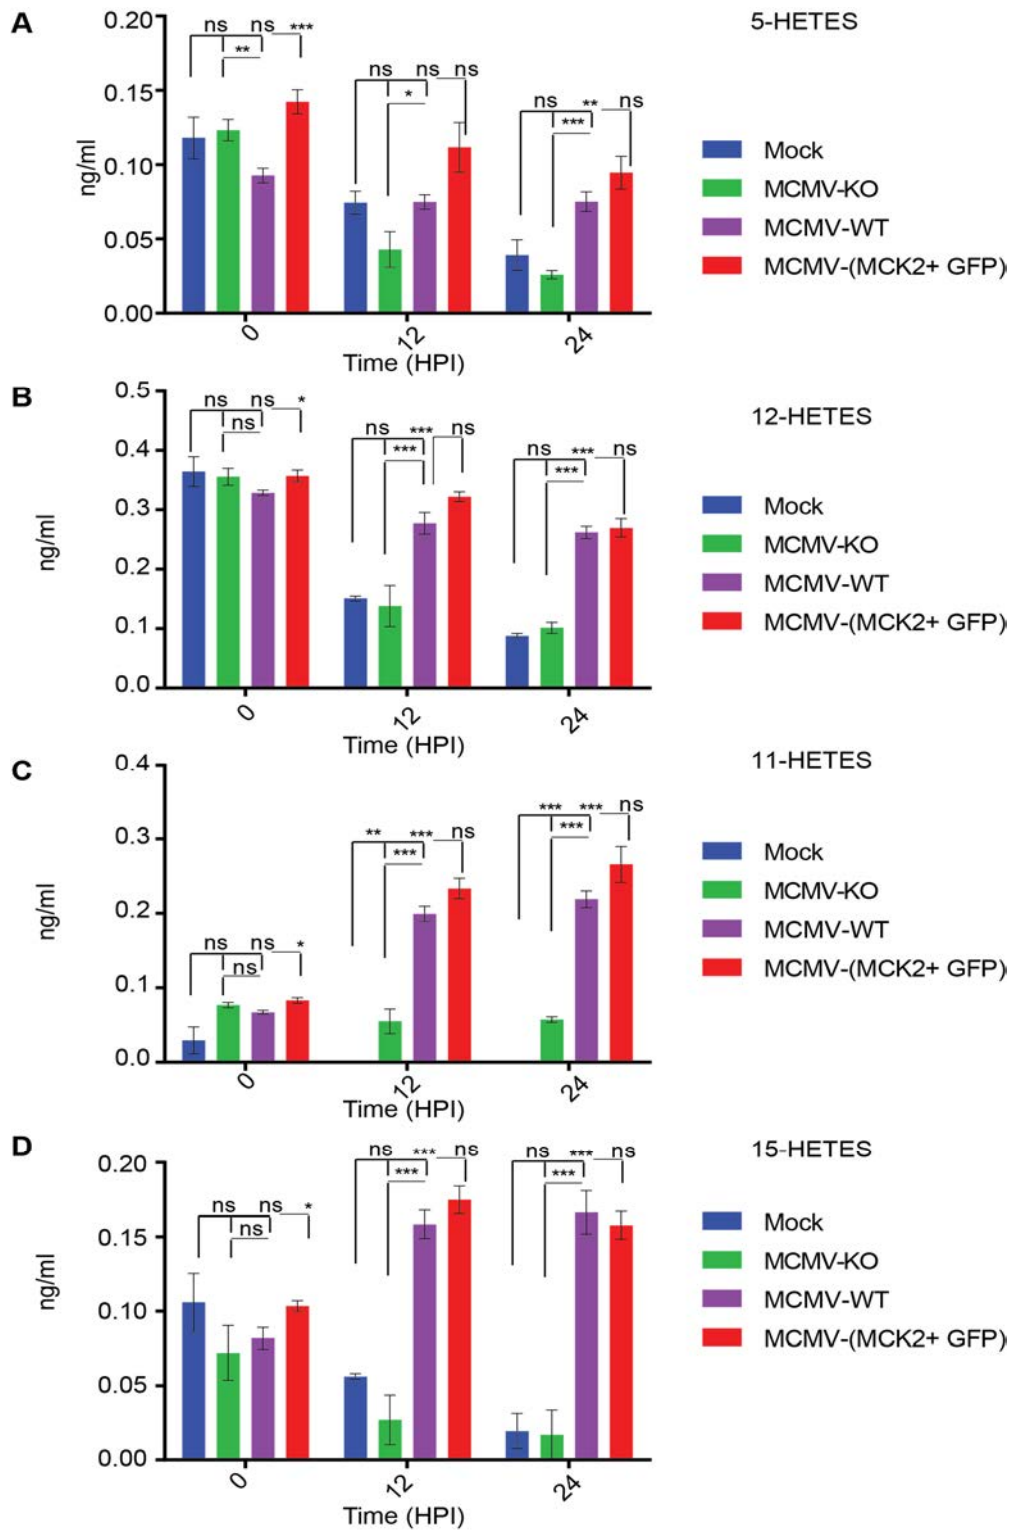 A
5-HETES
0.20
0.15
0.10
0.05
0.00
ng/ml
ns ns ***
**
ns ns ns
*
ns ** ns
***
0 12 24
Time (HPI)
Mock
MCMV-KO
MCMV-WT
MCMV-(MCK2+ GFP)
B
12-HETES
0.5
0.4
0.3
0.2
0.1
0.0
ng/ml
ns ns *
ns
ns *** ns
***
ns *** ns
***
0 12 24
Time (HPI)
Mock
MCMV-KO
MCMV-WT
MCMV-(MCK2+ GFP)
C
11-HETES
0.4
0.3
0.2
0.1
0.0
ng/ml
ns ns *
ns
** *** ns
***
*** *** ns
***
0 12 24
Time (HPI)
Mock
MCMV-KO
MCMV-WT
MCMV-(MCK2+ GFP)
D
15-HETES
0.20
0.15
0.10
0.05
0.00
ng/ml
ns ns *
ns
ns *** ns
***
ns *** ns
***
0 12 24
Time (HPI)
Mock
MCMV-KO
MCMV-WT
MCMV-(MCK2+ GFP)